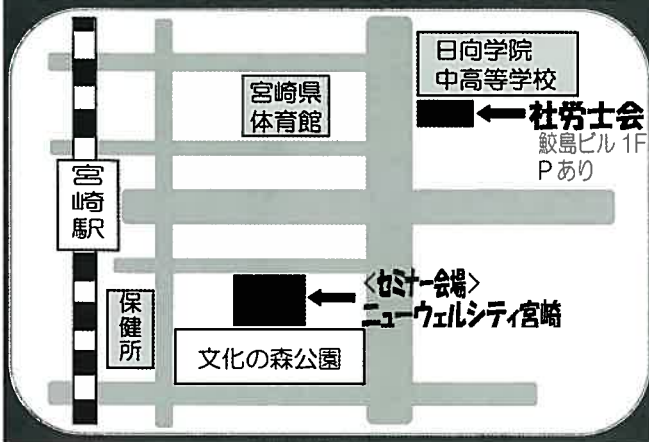 日向学院
中高等学校
宮崎県
体育館
社労士会
鮫島ビル 1F
Pあり
宮崎駅
<セミナー会場>
ニューウェルシティ宮崎
保健所
文化の森公園